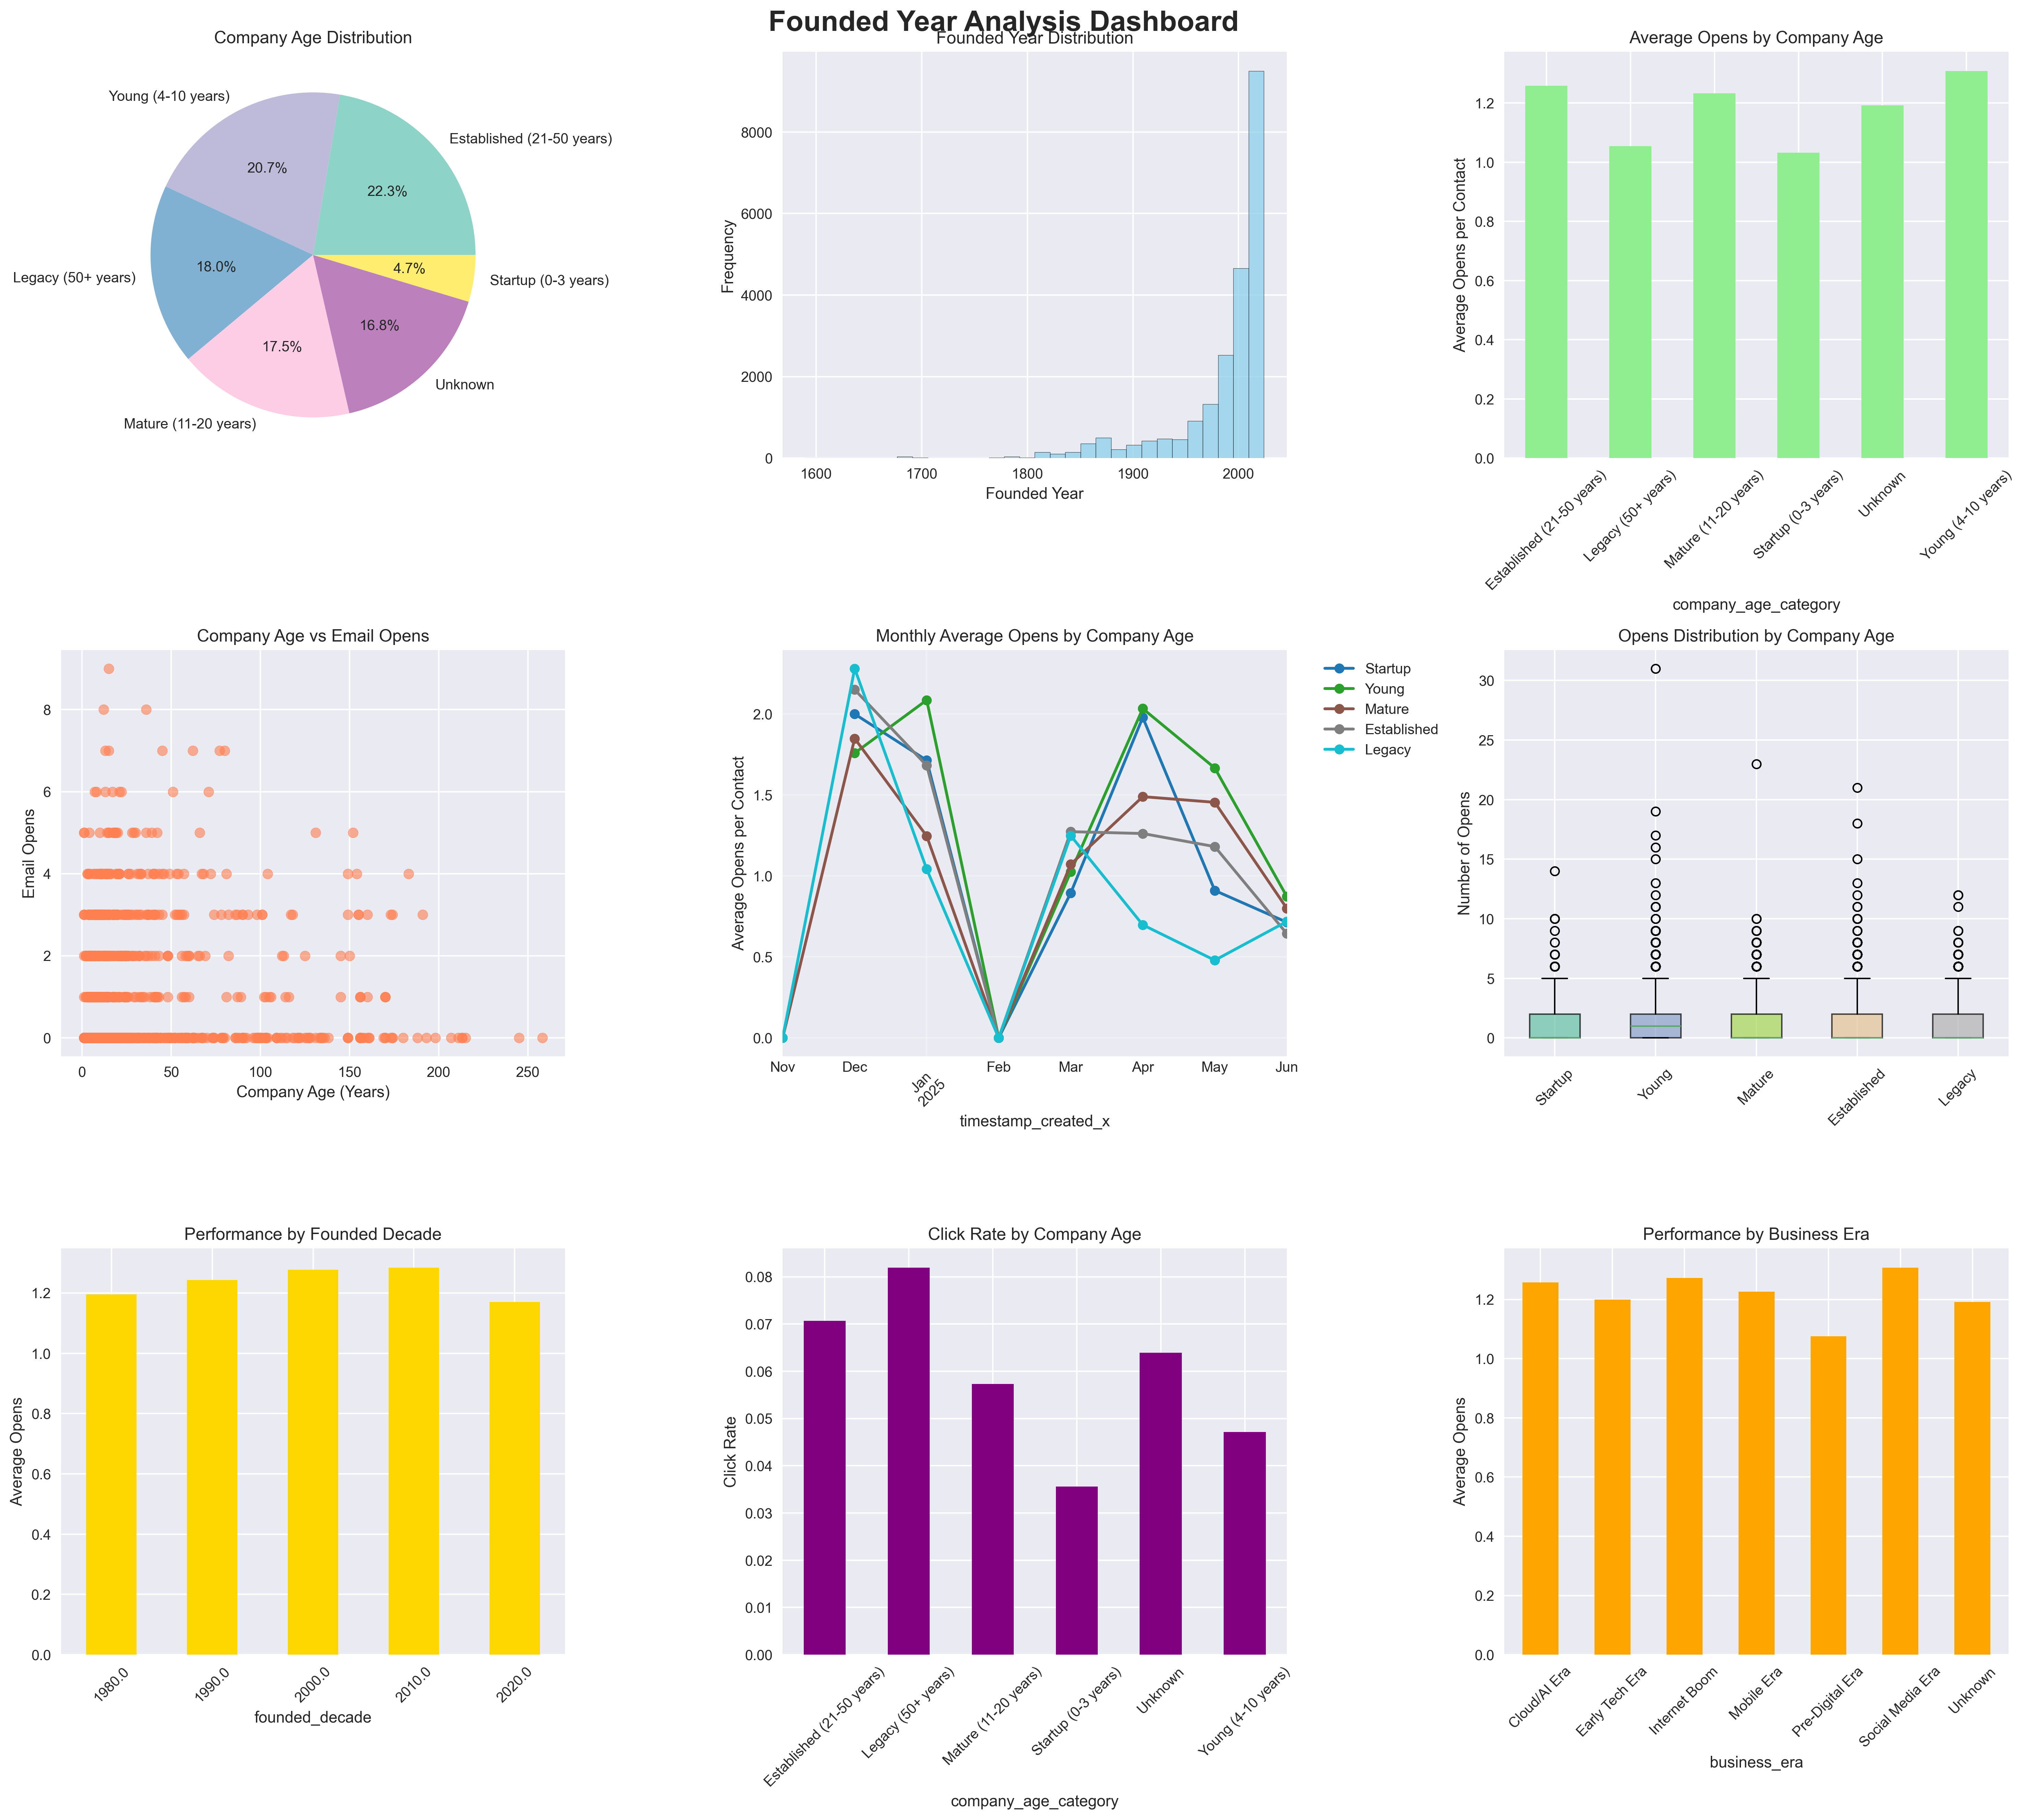 Founded Year Analysis Dashboard
Company Age Distribution
Young (4-10 years)
Established (21-50 years)
20.7%
22.3%
Legacy (50+ years)
18.0%
4.7%
Startup (0-3 years)
17.5%
16.8%
Unknown
Mature (11-20 years)
Founded Year Distribution
Frequency
8000
6000
4000
2000
0
1600 1700 1800 1900 2000
Founded Year
Average Opens by Company Age
Average Opens per Contact
1.2
1.0
0.8
0.6
0.4
0.2
0.0
Established (21-50 years)
Legacy (50+ years)
Mature (11-20 years)
Startup (0-3 years)
Unknown
Young (4-10 years)
company_age_category
Company Age vs Email Opens
Email Opens
8
6
4
2
0
0 50 100 150 200 250
Company Age (Years)
Monthly Average Opens by Company Age
Average Opens per Contact
2.0
1.5
1.0
0.5
0.0
Nov Dec Jan Feb Mar Apr May Jun
2025
timestamp_created_x
Startup
Young
Mature
Established
Legacy
Opens Distribution by Company Age
Number of Opens
30
25
20
15
10
5
0
Startup
Young
Mature
Established
Legacy
Performance by Founded Decade
Average Opens
1.2
1.0
0.8
0.6
0.4
0.2
0.0
1980.0
1990.0
2000.0
2010.0
2020.0
founded_decade
Click Rate by Company Age
Click Rate
0.08
0.07
0.06
0.05
0.04
0.03
0.02
0.01
0.00
Established (21-50 years)
Legacy (50+ years)
Mature (11-20 years)
Startup (0-3 years)
Unknown
Young (4-10 years)
company_age_category
Performance by Business Era
Average Opens
1.2
1.0
0.8
0.6
0.4
0.2
0.0
Cloud/AI Era
Early Tech Era
Internet Boom
Mobile Era
Pre-Digital Era
Social Media Era
Unknown
business_era